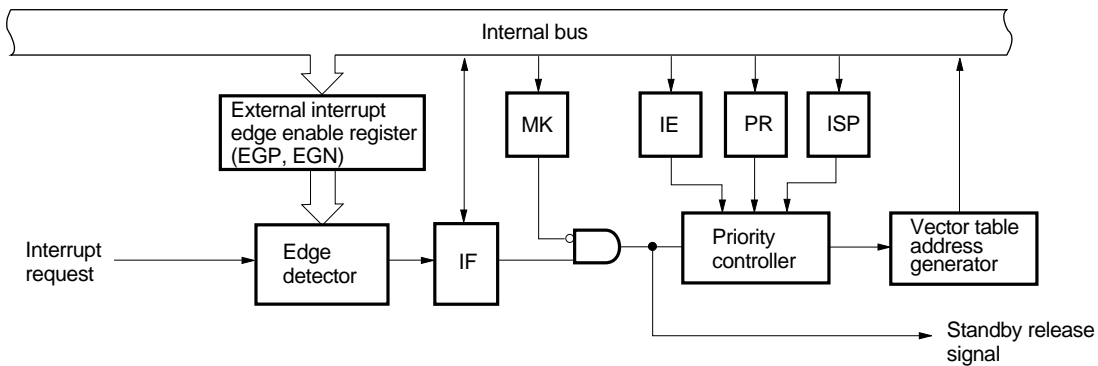 Internal bus
External interrupt
edge enable register
(EGP, EGN)
MK
IE
PR
ISP
Interrupt
request
Edge
detector
IF
Priority
controller
Vector table
address
generator
Standby release
signal